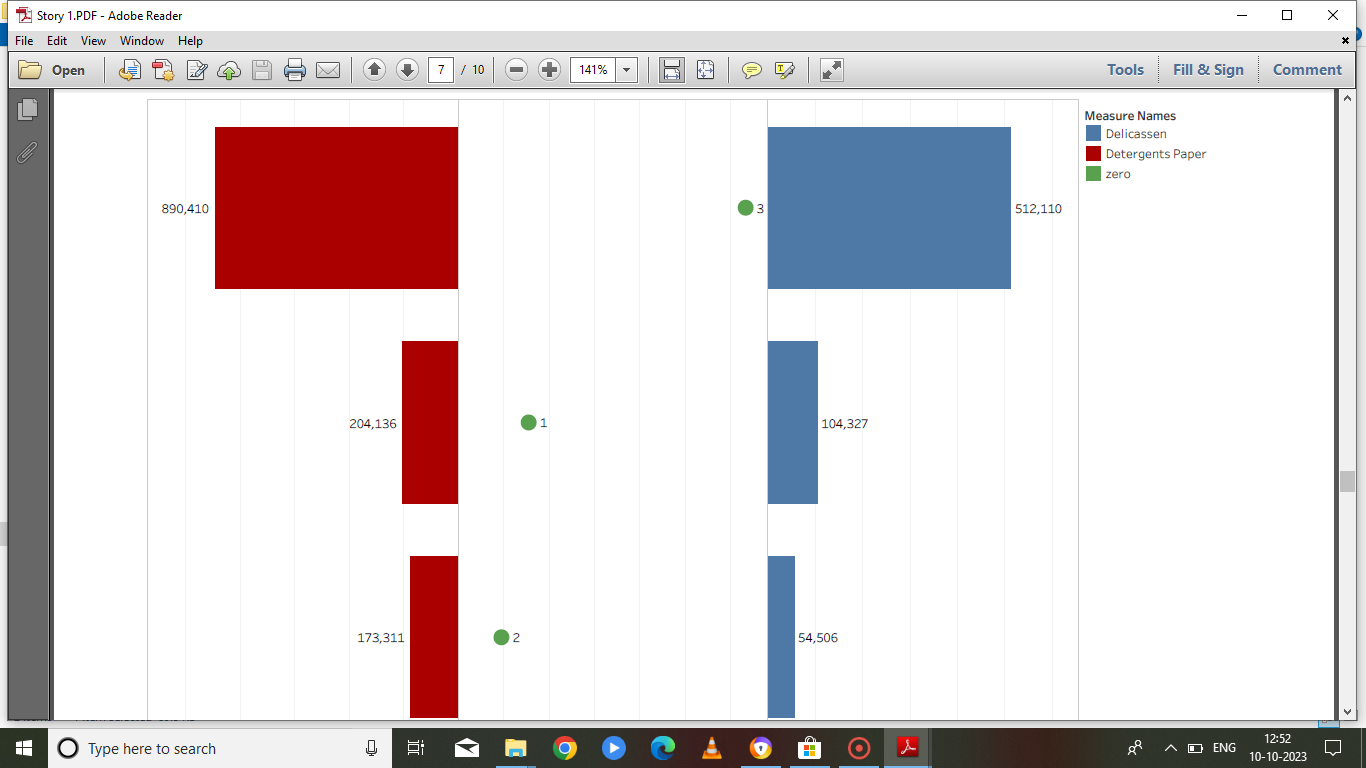 Story 1.PDF - Adobe Reader
File Edit View Window Help
Open 7 / 10 141% Tools Fill & Sign Comment
Measure Names
Delicassen
Detergents Paper
zero
890,410 3 512,110
204,136 1 104,327
173,311 2 54,506
Type here to search
ENG
12:52
10-10-2023